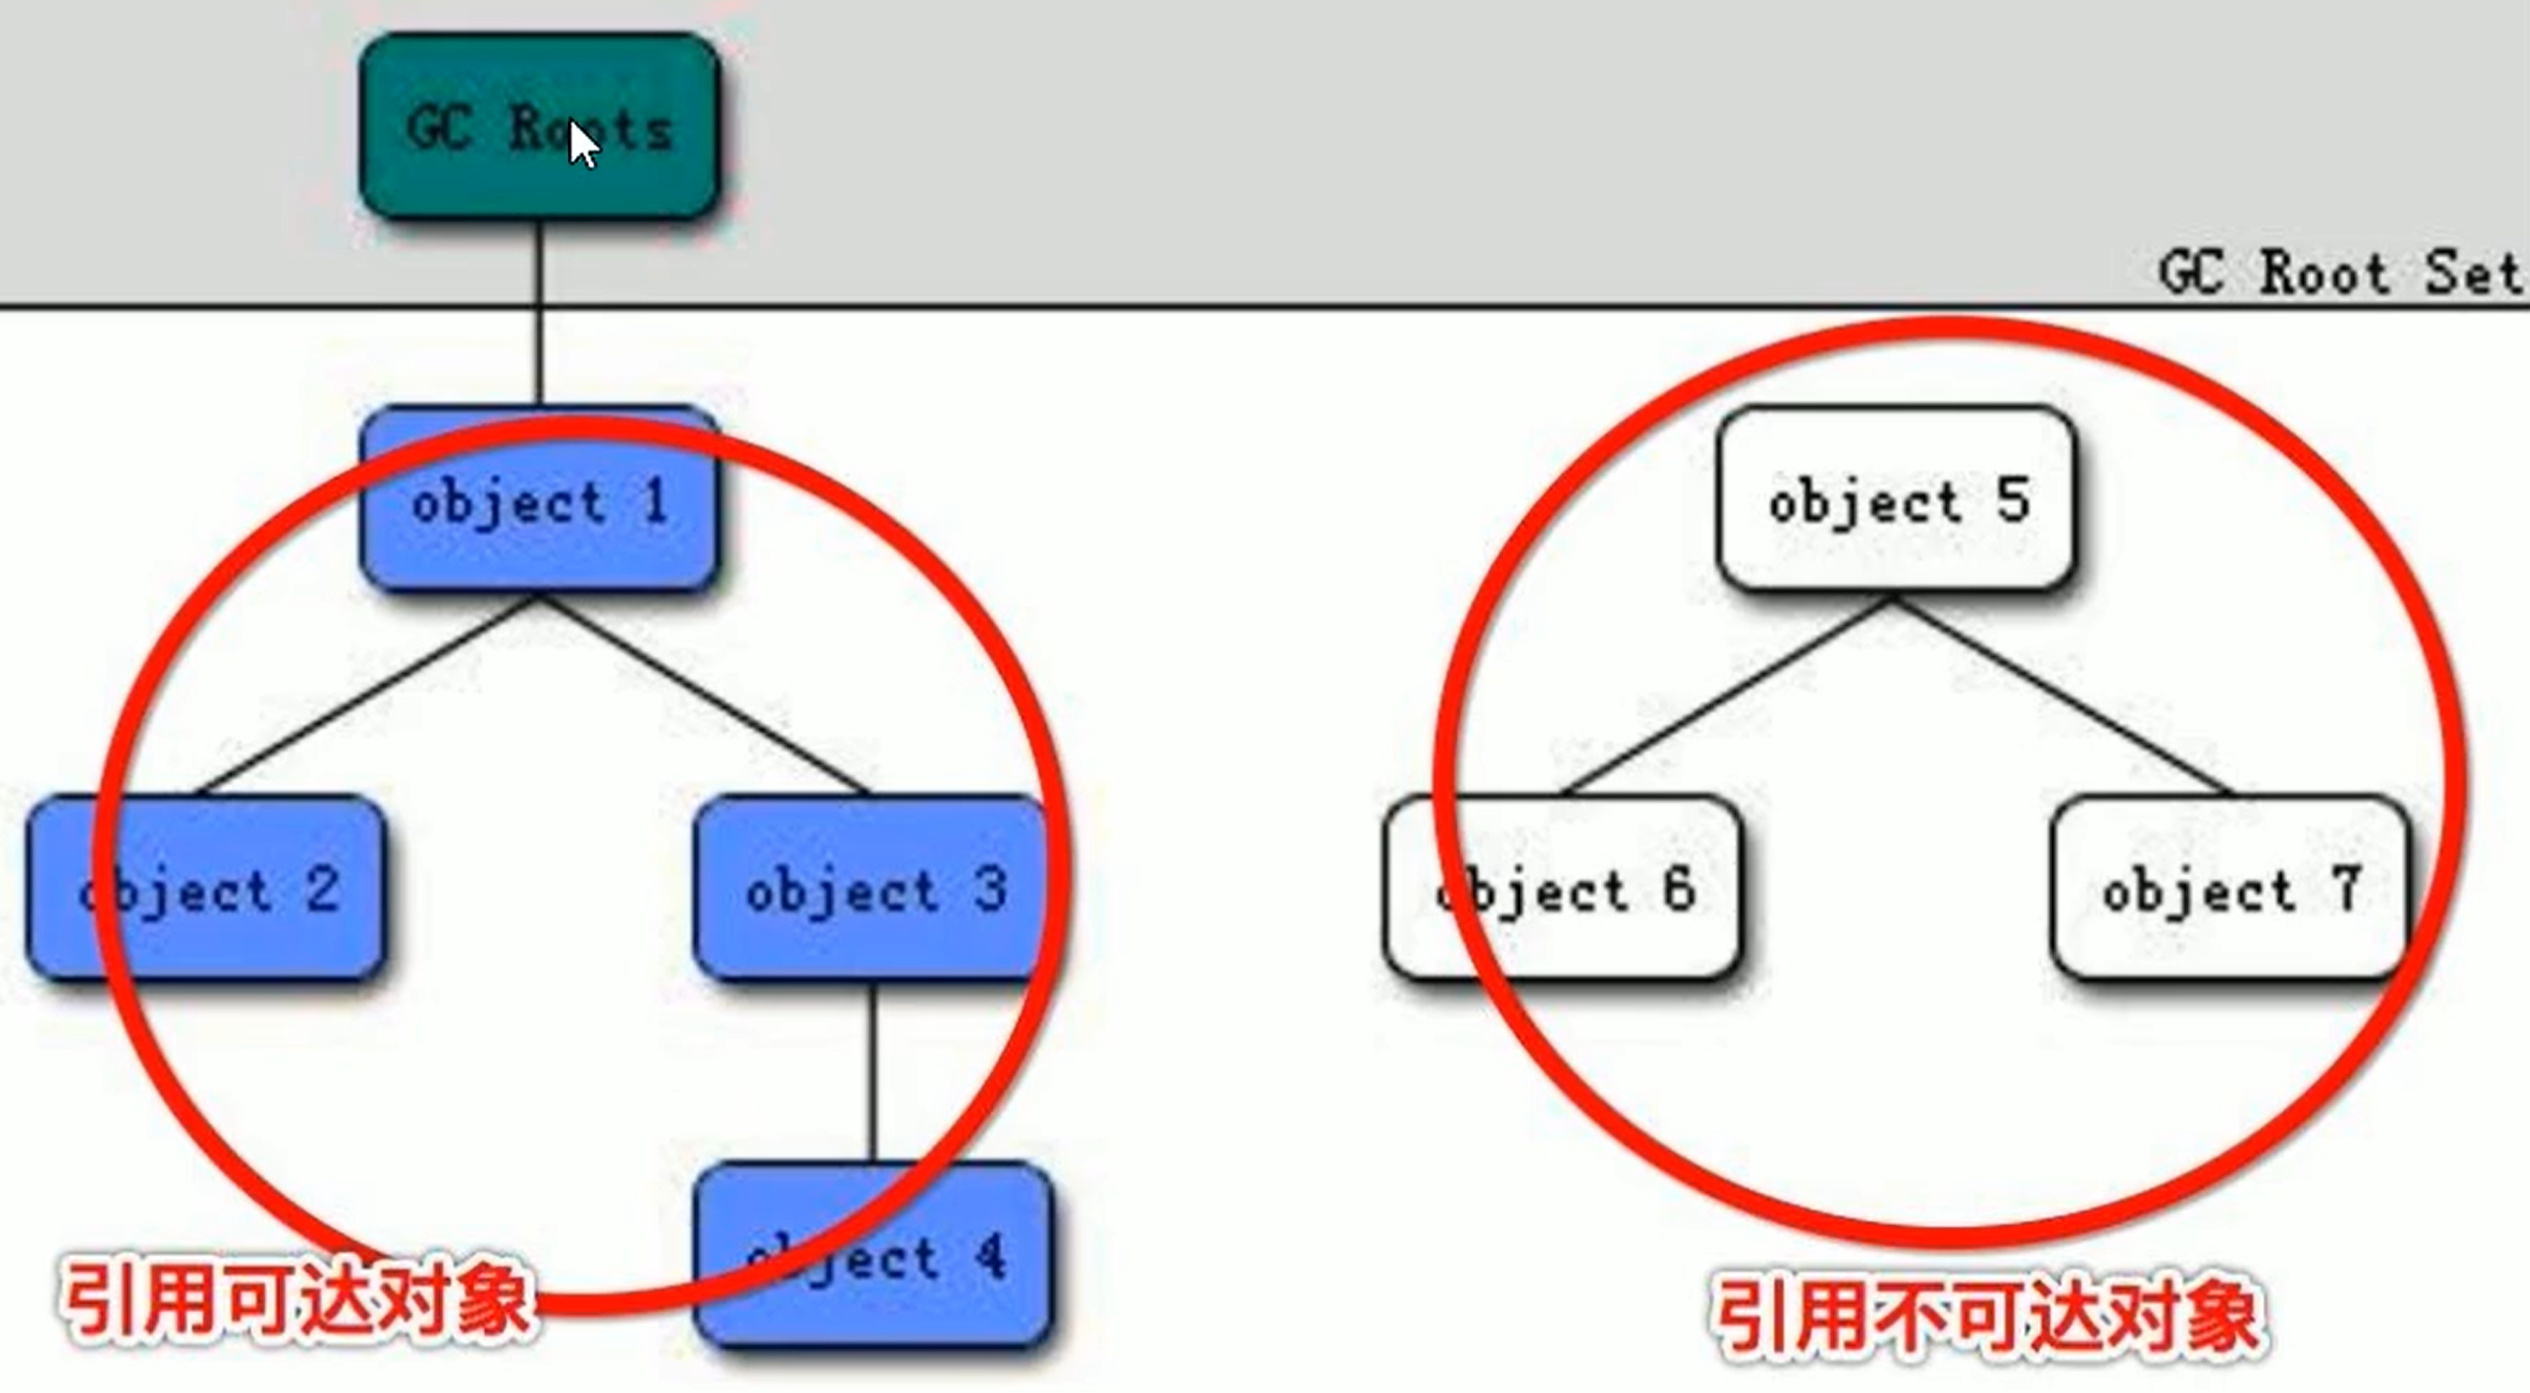 GC Roots
GC Root Set
object 1
object 5
object 2
object 3
object 6
object 7
object 4
引用可达对象
引用不可达对象